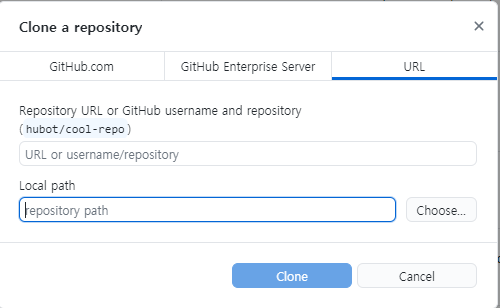 Clone a repository
GitHub.com
GitHub Enterprise Server
URL
Repository URL or GitHub username and repository
(hubot/cool-repo)
URL or username/repository
Local path
repository path
Choose...
Clone
Cancel